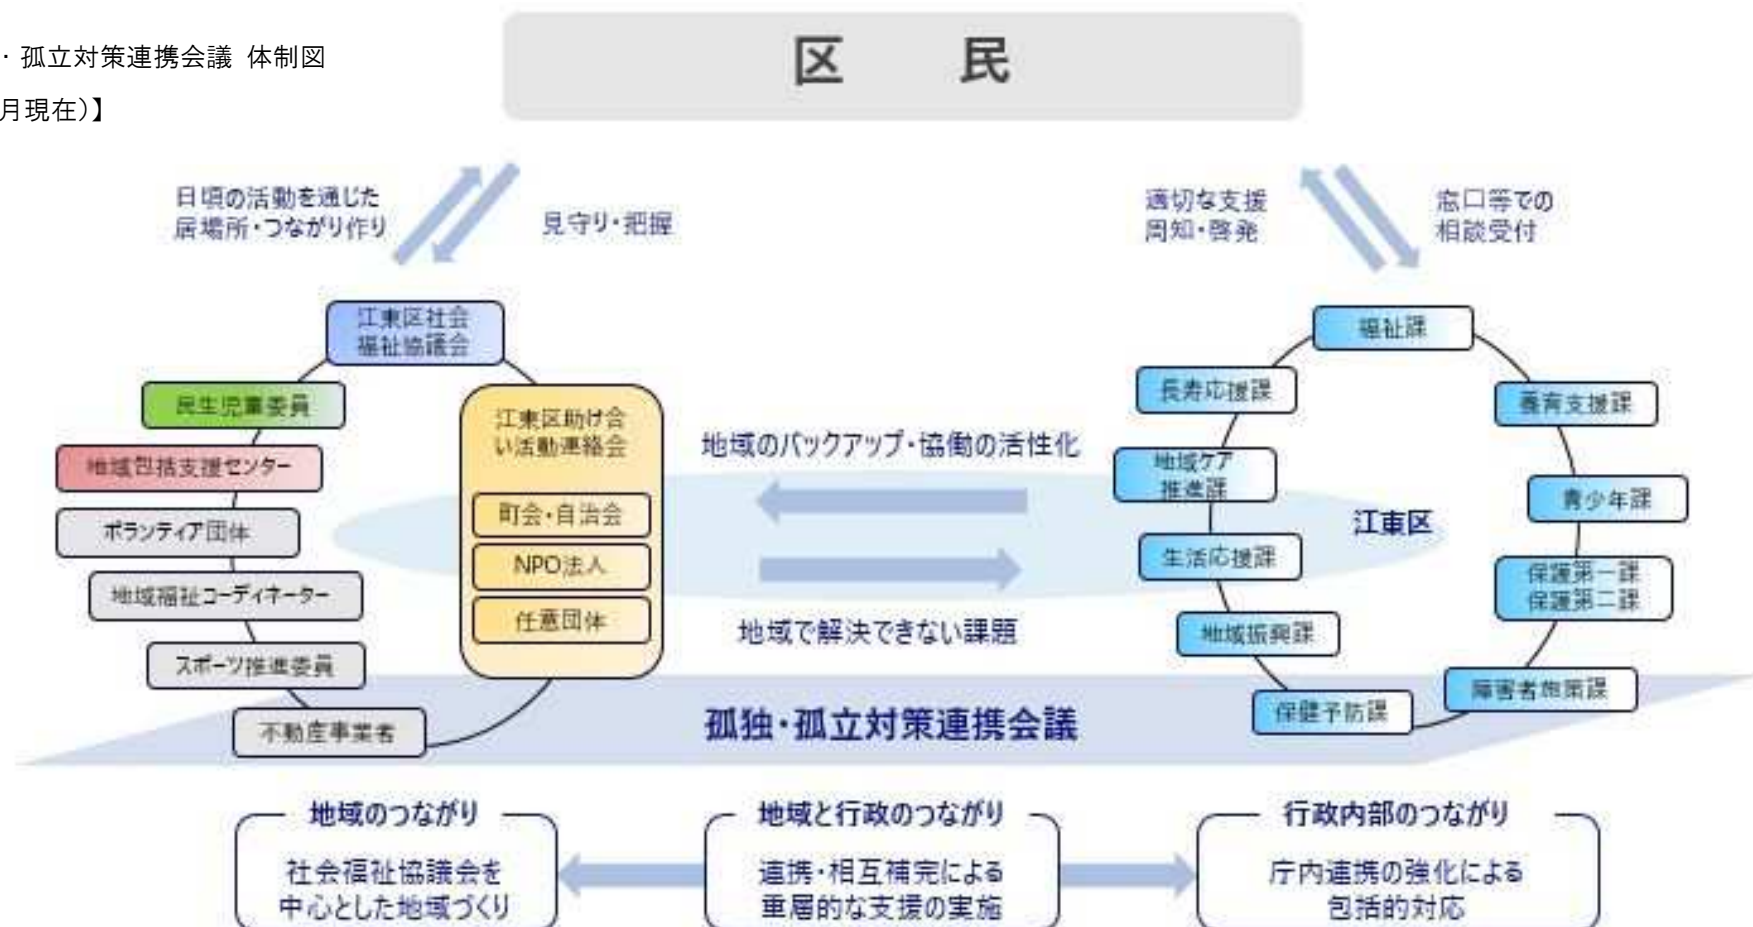 ・孤立対策連携会議 体制図
月現在）】
区 民
日頃の活動を通じた
居場所・つながり作り
見守り・把握
適切な支援
周知・啓発
窓口等での
相談受付
江東区社会
福祉協議会
民生児童委員
地域包括支援センター
ボランティア団体
地域福祉コーディネーター
スポーツ推進委員
不動産事業者
江東区助け合
い活動連絡会
町会・自治会
NPO法人
任意団体
地域のバックアップ・協働の活性化
地域で解決できない課題
福祉課
長寿応援課
地域ケア
推進課
生活応援課
地域振興課
保健予防課
養育支援課
青少年課
保護第一課
保護第二課
障害者施策課
江東区
孤独・孤立対策連携会議
地域のつながり
社会福祉協議会を
中心とした地域づくり
地域と行政のつながり
連携・相互補完による
重層的な支援の実施
行政内部のつながり
庁内連携の強化による
包括的対応